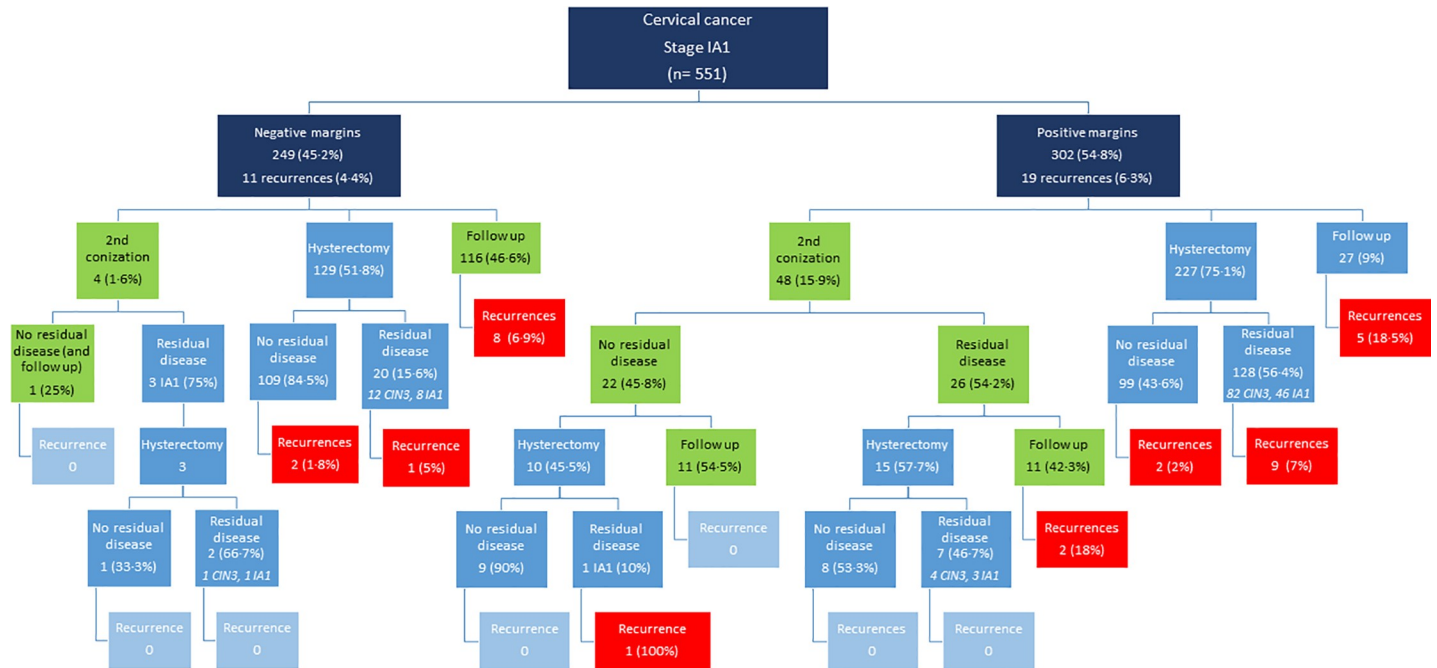 Cervical cancer
Stage IA1
(n= 551)
Negative margins
249 (45·2%)
11 recurrences (4·4%)
Positive margins
302 (54·8%)
19 recurrences (6·3%)
2nd
conization
4 (1·6%)
Hysterectomy
129 (51·8%)
Follow up
116 (46·6%)
2nd
conization
48 (15·9%)
Hysterectomy
227 (75·1%)
Follow up
27 (9%)
No residual
disease (and
follow up)
1 (25%)
Residual
disease
3 IA1 (75%)
No residual
disease
109 (84·5%)
Residual
disease
20 (15·6%)
12 CIN3, 8 IA1
Recurrences
8 (6·9%)
No residual
disease
22 (45·8%)
Residual
disease
26 (54·2%)
No residual
disease
99 (43·6%)
Residual
disease
128 (56·4%)
82 CIN3, 46 IA1
Recurrences
5 (18·5%)
Recurrence
0
Hysterectomy
3
Recurrences
2 (1·8%)
Recurrences
1 (5%)
Hysterectomy
10 (45·5%)
Follow up
11 (54·5%)
Hysterectomy
15 (57·7%)
Follow up
11 (42·3%)
Recurrences
2 (2%)
Recurrences
9 (7%)
No residual
disease
1 (33·3%)
Residual
disease
2 (66·7%)
1 CIN3, 1 IA1
No residual
disease
9 (90%)
Residual
disease
1 IA1 (10%)
Recurrence
0
No residual
disease
8 (53·3%)
Residual
disease
7 (46·7%)
4 CIN3, 3 IA1
Recurrences
2 (18%)
Recurrence
0
Recurrence
0
Recurrence
0
Recurrence
1 (100%)
Recurrences
0
Recurrence
0